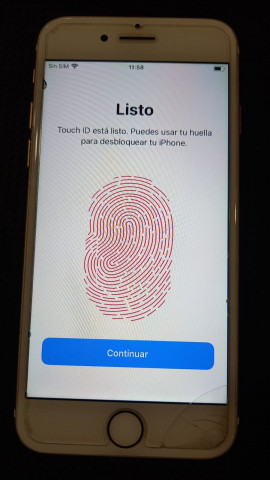 Sin SIM 11:58
Listo
Touch ID está listo. Puedes usar tu huella
para desbloquear tu iPhone.
Continuar